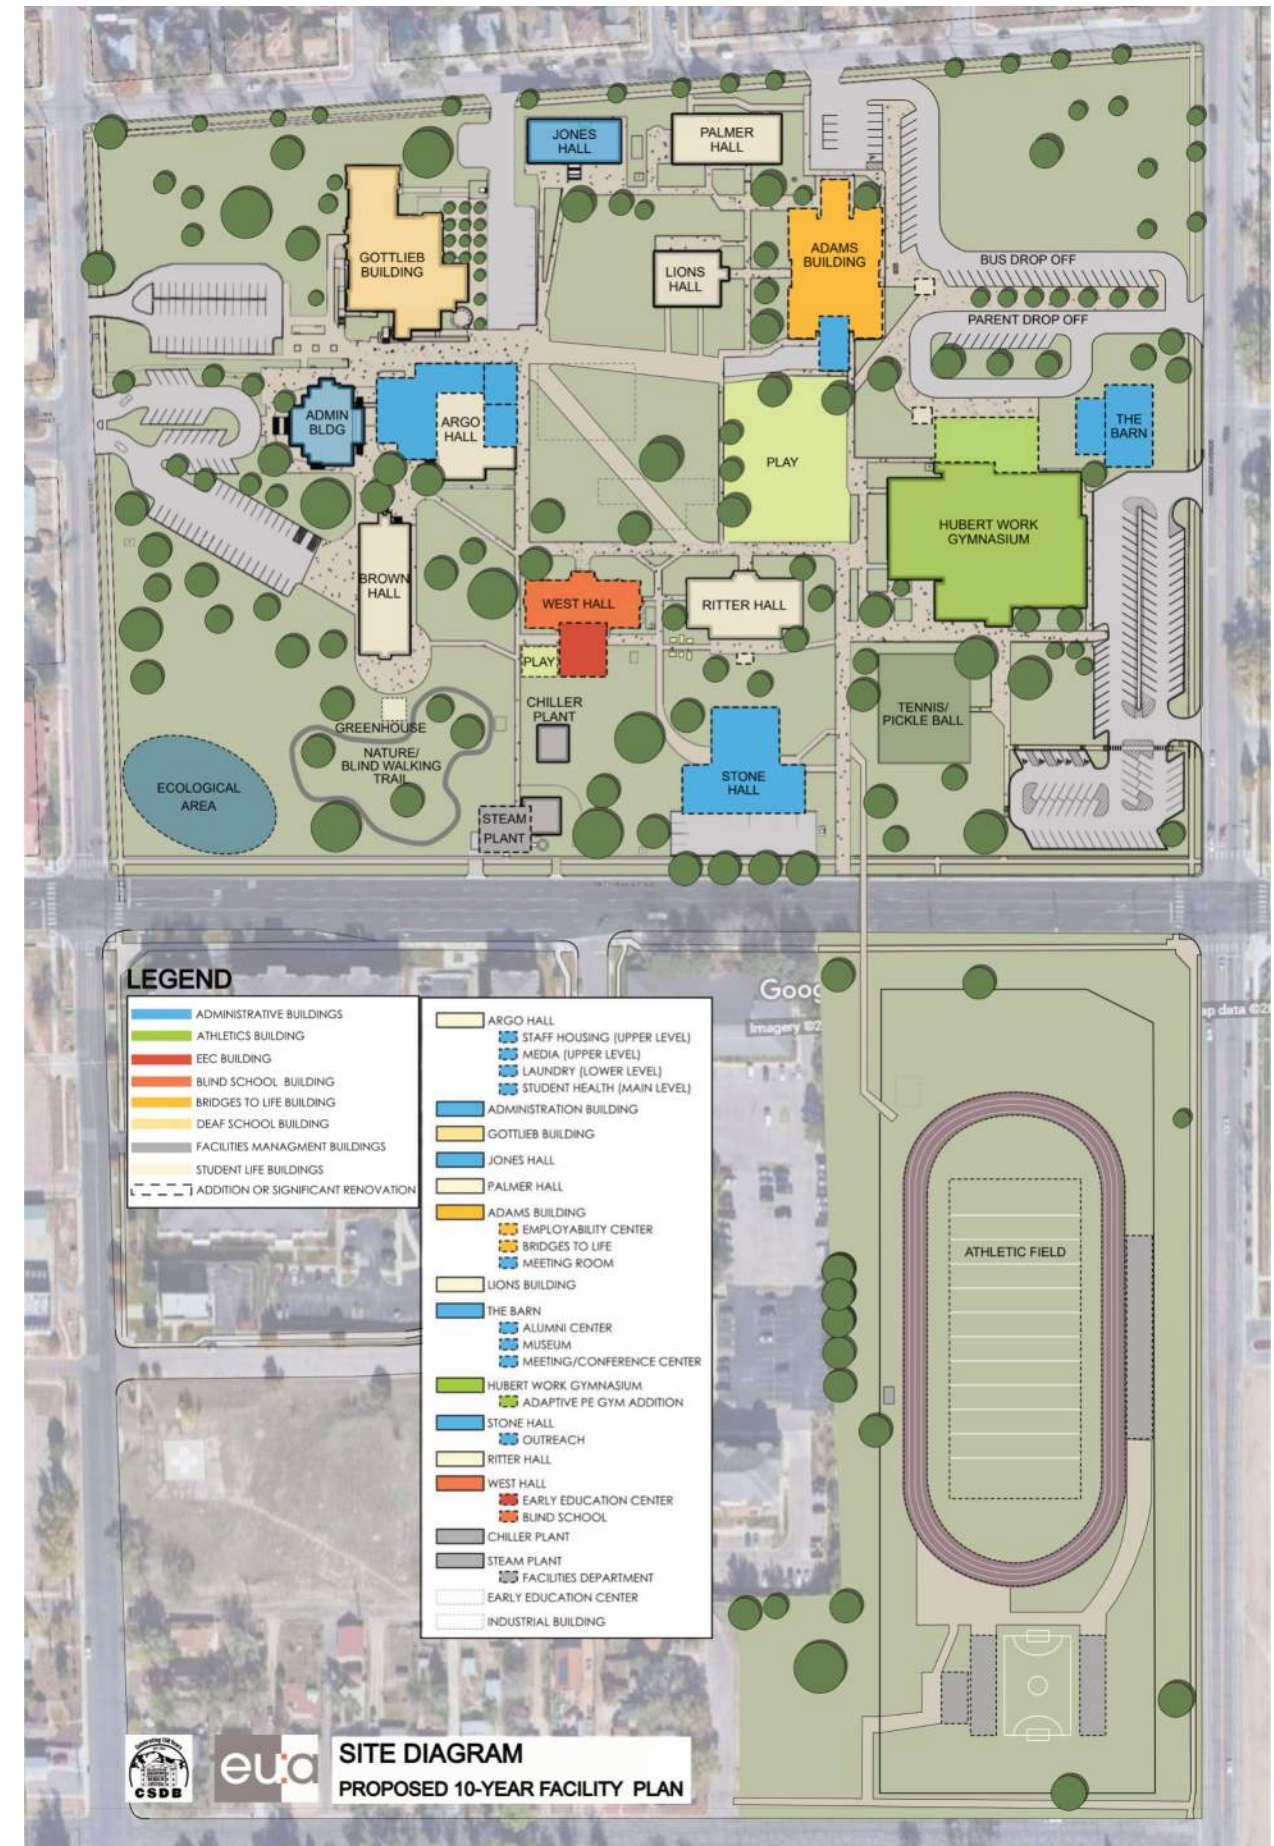 JONES
HALL
PALMER
HALL
GOTTLIEB
BUILDING
LIONS
HALL
ADAMS
BUILDING
BUS DROP OFF
PARENT DROP OFF
ADMIN
BLDG
ARGO
HALL
THE
BARN
PLAY
HUBERT WORK
GYMNASIUM
BROWN
HALL
WEST HALL
RITTER HALL
PLAY
CHILLER
PLANT
TENNIS/
PICKLE BALL
GREENHOUSE
NATURE/
BLIND WALKING
TRAIL
ECOLOGICAL
AREA
STONE
HALL
STEAM
PLANT
LEGEND
ADMINISTRATIVE BUILDINGS
ATHLETICS BUILDING
EEC BUILDING
BLIND SCHOOL BUILDING
BRIDGES TO LIFE BUILDING
DEAF SCHOOL BUILDING
FACILITIES MANAGMENT BUILDINGS
STUDENT LIFE BUILDINGS
ADDITION OR SIGNIFICANT RENOVATION
ARGO HALL
STAFF HOUSING (UPPER LEVEL)
MEDIA (UPPER LEVEL)
LAUNDRY (LOWER LEVEL)
STUDENT HEALTH (MAIN LEVEL)
ADMINISTRATION BUILDING
GOTTLIEB BUILDING
JONES HALL
PALMER HALL
ADAMS BUILDING
EMPLOYABILITY CENTER
BRIDGES TO LIFE
MEETING ROOM
LIONS BUILDING
THE BARN
ALUMNI CENTER
MUSEUM
MEETING/CONFERENCE CENTER
HUBERT WORK GYMNASIUM
ADAPTIVE PE GYM ADDITION
STONE HALL
OUTREACH
RITTER HALL
WEST HALL
EARLY EDUCATION CENTER
BLIND SCHOOL
CHILLER PLANT
STEAM PLANT
FACILITIES DEPARTMENT
EARLY EDUCATION CENTER
INDUSTRIAL BUILDING
Goog
Imagery ©2
ap data ©2
ATHLETIC FIELD
CSDB
eua
SITE DIAGRAM
PROPOSED 10-YEAR FACILITY PLAN